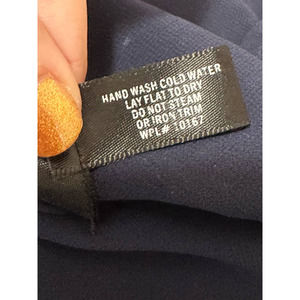 HAND WASH COLD WATER
LAY FLAT TO DRY
DO NOT STEAM
OR IRON TRIM
WPL# 10167